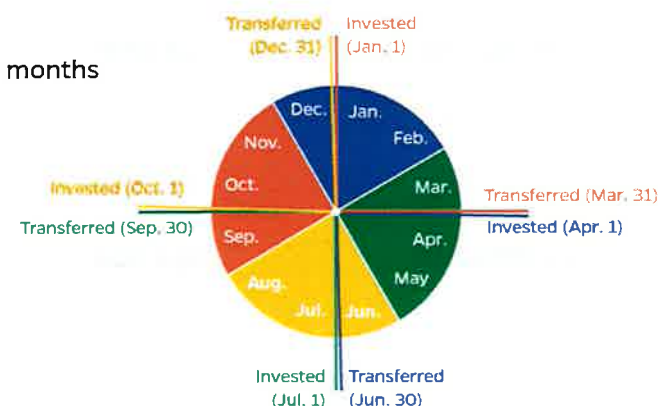 Transferred
(Dec. 31)
Invested
(Jan. 1)
months
Dec.
Jan.
Nov.
Feb.
Oct.
Mar.
Invested (Oct. 1)
Transferred (Mar. 31)
Transferred (Sep. 30)
Invested (Apr. 1)
Sep.
Apr.
Aug.
May
Jul.
Jun.
Invested
(Jul. 1)
Transferred
(Jun. 30)